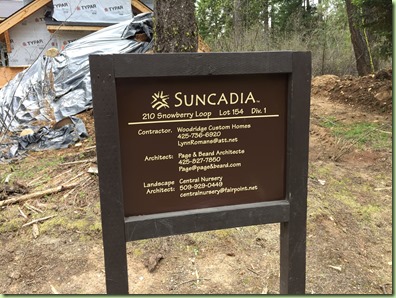 TYPAR
TYPAR
SUNCADIA
210 Snowberry Loop Lot 154 Div. 1
Contractor: Woodridge Custom Homes
425-736-6920
LynnRomano@att.net
Architect: Page & Beard Architects
425-827-7850
Page@page&beard.com
Landscape Central Nursery
Architect: 509-929-0449
centralnursery@fairpoint.net